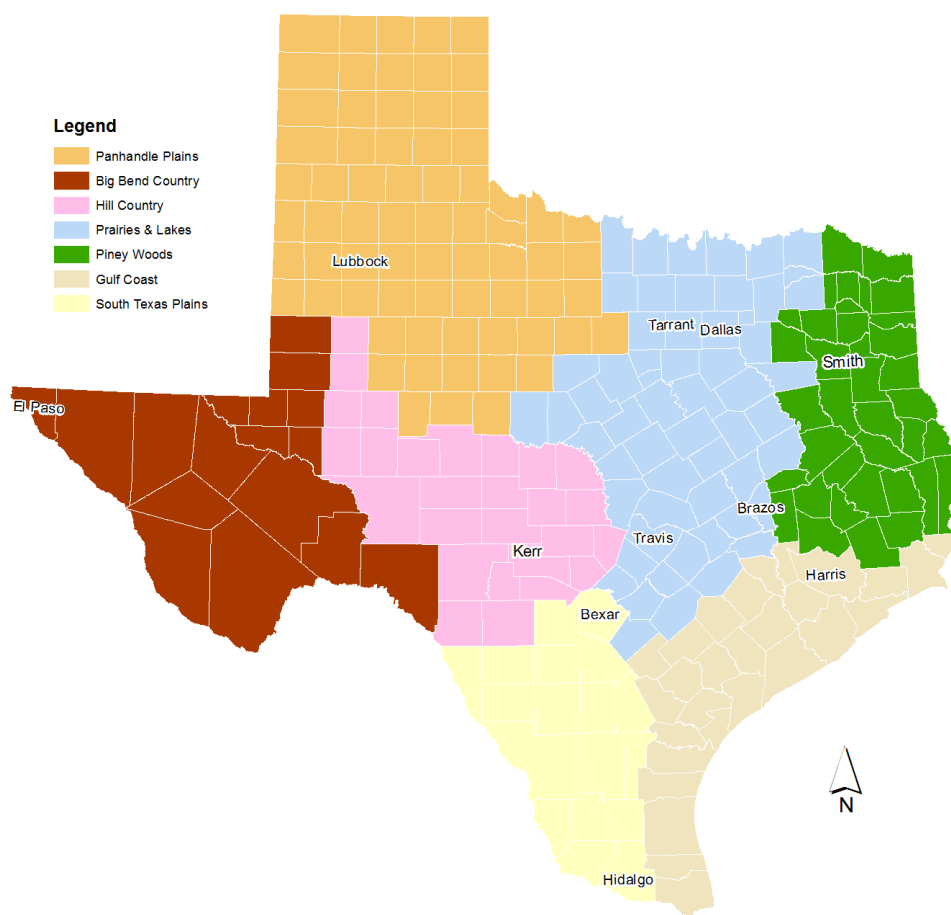 Legend
Panhandle Plains
Big Bend Country
Hill Country
Prairies & Lakes
Piney Woods
Gulf Coast
South Texas Plains
Lubbock
Tarrant
Dallas
Smith
El Paso
Brazos
Travis
Kerr
Harris
Bexar
Hidalgo
N